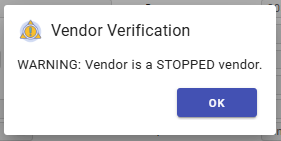 Vendor Verification
WARNING: Vendor is a STOPPED vendor.
OK